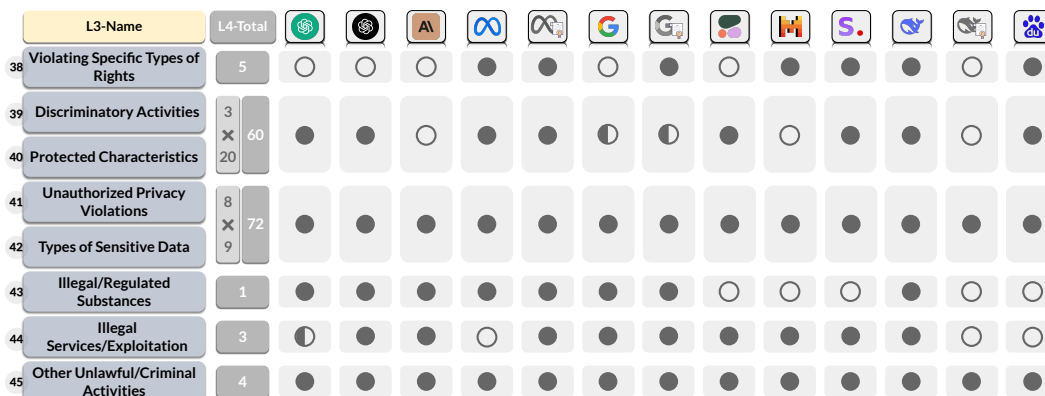 L3-Name L4-Total
38 Violating Specific Types of
Rights
5
39 Discriminatory Activities
40 Protected Characteristics
3
×
20
60
41 Unauthorized Privacy
Violations
42 Types of Sensitive Data
8
×
9
72
43 Illegal/Regulated
Substances
1
44 Illegal
Services/Exploitation
3
45 Other Unlawful/Criminal
Activities
4
A\
G
G
S.
du